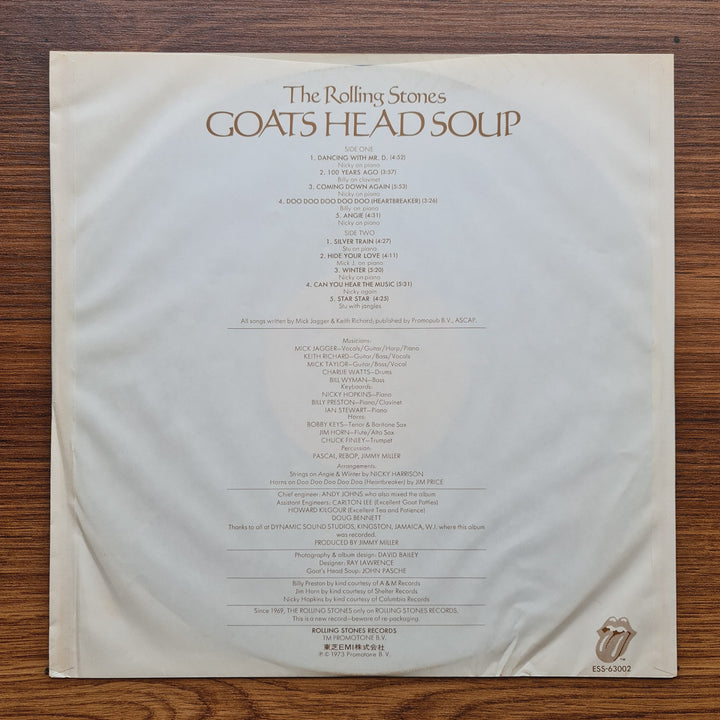 The Rolling Stones
GOATS HEAD SOUP
SIDE ONE
1. DANCING WITH MR. D. (4:52)
Nicky on piano
2. 100 YEARS AGO (3:57)
Billy on clavinet
3. COMING DOWN AGAIN (5:53)
Nicky on piano
4. DOO DOO DOO DOO DOO (HEARTBREAKER) (3:26)
Billy on piano
5. ANGIE (4:31)
Nicky on piano
SIDE TWO
1. SILVER TRAIN (4:27)
Stu on piano
2. HIDE YOUR LOVE (4:11)
Mick J. on piano
3. WINTER (5:20)
Nicky on piano
4. CAN YOU HEAR THE MUSIC (5:31)
Nicky again
5. STAR STAR (4:25)
Stu with jangles
All songs written by Mick Jagger & Keith Richard; published by Promopub B.V., ASCAP.
Musicians:
MICK JAGGER—Vocals/Guitar/Harp/Piano
KEITH RICHARD—Guitar/Bass/Vocals
MICK TAYLOR—Guitar/Bass/Vocal
CHARLIE WATTS—Drums
BILL WYMAN—Bass
Keyboards:
NICKY HOPKINS—Piano
BILLY PRESTON—Piano/Clavinet
IAN STEWART—Piano
Horns:
BOBBY KEYS—Tenor & Baritone Sax
JIM HORN—Flute/Alto Sax
CHUCK FINLEY—Trumpet
Percussion:
PASCAL, REBOP, JIMMY MILLER
Arrangements:
Strings on Angie & Winter by NICKY HARRISON
Horns on Doo Doo Doo Doo Doo (Heartbreaker) by JIM PRICE
Chief engineer: ANDY JOHNS who also mixed the album
Assistant Engineers: CARLTON LEE (Excellent Goat Patties)
HOWARD KILGOUR (Excellent Tea and Patience)
DOUG BENNETT
Thanks to all at DYNAMIC SOUND STUDIOS, KINGSTON, JAMAICA, W.I. where this album
was recorded.
PRODUCED BY JIMMY MILLER
Photography & album design: DAVID BAILEY
Designer: RAY LAWRENCE
Goat's Head Soup: JOHN PASCHE
Billy Preston by kind courtesy of A & M Records
Jim Horn by kind courtesy of Shelter Records
Nicky Hopkins by kind courtesy of Columbia Records
Since 1969, THE ROLLING STONES only on ROLLING STONES RECORDS.
This is a new record—beware of re-packaging.
ROLLING STONES RECORDS
TM PROMOTONE B.V.
東芝EMI株式会社
℗ © 1973 Promotone B.V.
TM
ESS-63002